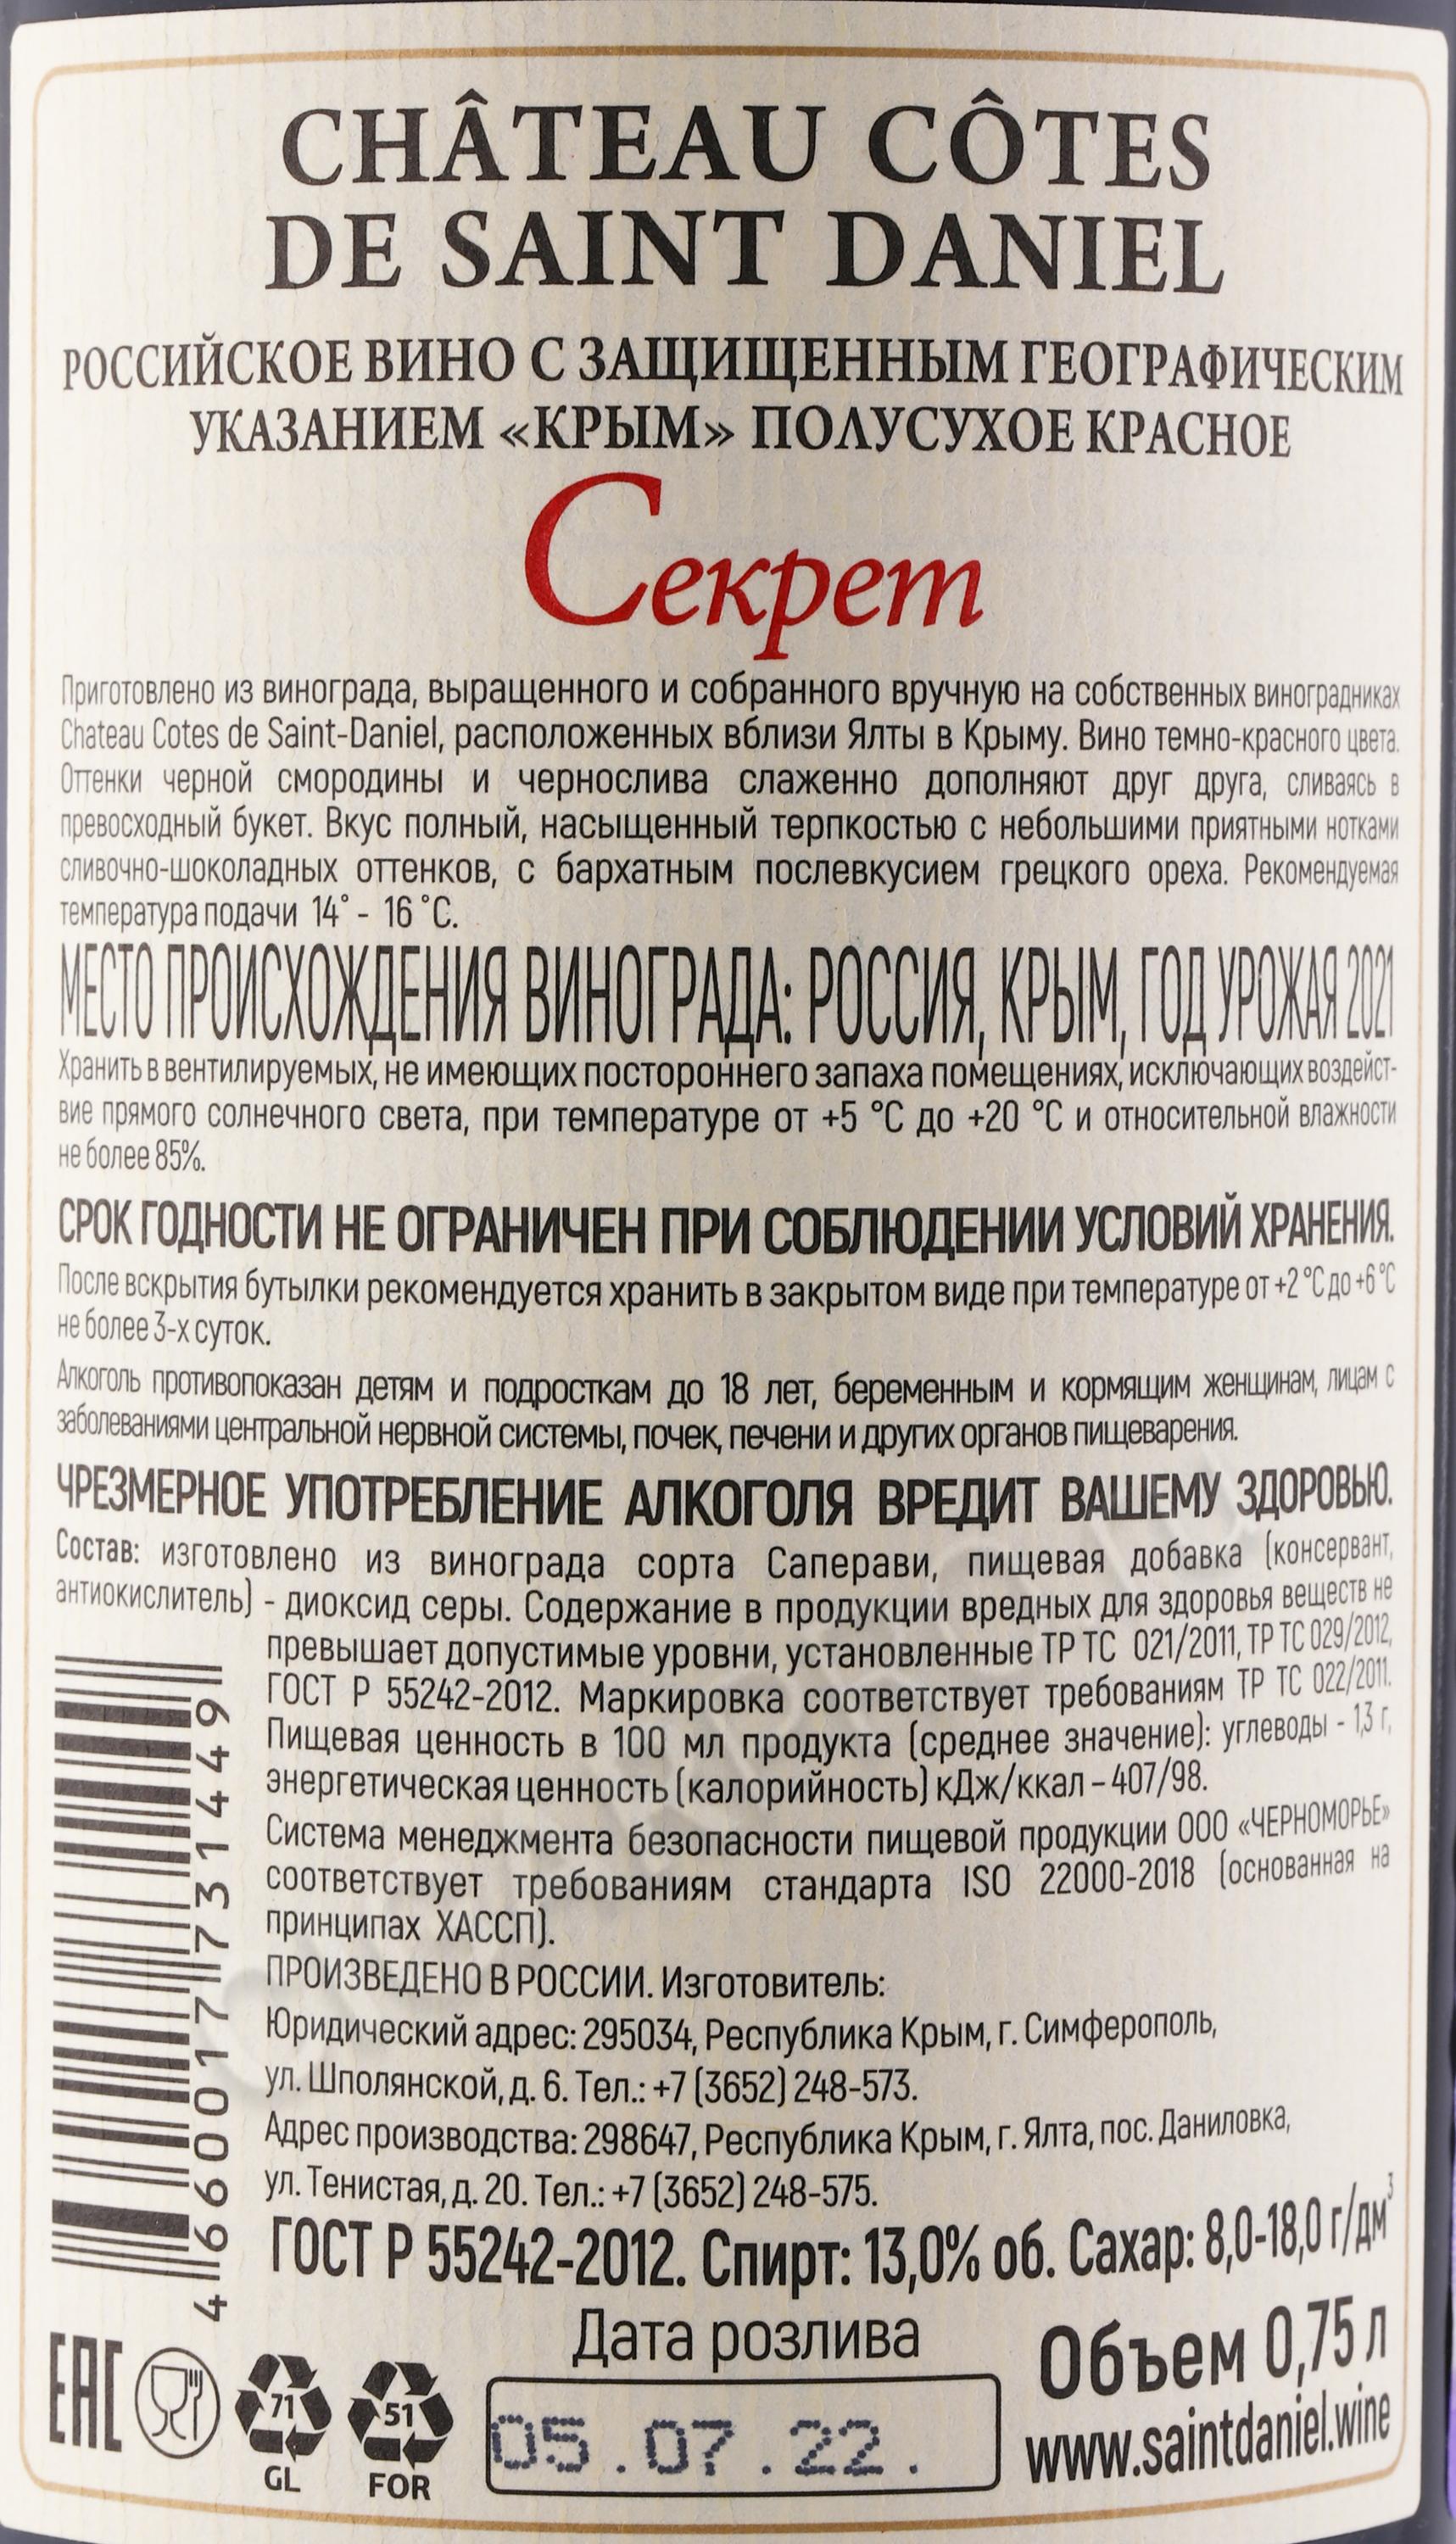 CHÂTEAU CÔTES
DE SAINT DANIEL
РОССИЙСКОЕ ВИНО С ЗАЩИЩЕННЫМ ГЕОГРАФИЧЕСКИМ
УКАЗАНИЕМ «КРЫМ» ПОЛУСУХОЕ КРАСНОЕ
Секрет
Приготовлено из винограда, выращенного и собранного вручную на собственных виноградниках
Chateau Cotes de Saint-Daniel, расположенных вблизи Ялты в Крыму. Вино темно-красного цвета.
Оттенки черной смородины и чернослива слаженно дополняют друг друга, сливаясь в
превосходный букет. Вкус полный, насыщенный терпкостью с небольшими приятными нотками
сливочно-шоколадных оттенков, с бархатным послевкусием грецкого ореха. Рекомендуемая
температура подачи 14° - 16 °С.
МЕСТО ПРОИСХОЖДЕНИЯ ВИНОГРАДА: РОССИЯ, КРЫМ, ГОД УРОЖАЯ 2021
Хранить в вентилируемых, не имеющих постороннего запаха помещениях, исключающих воздейст-
вие прямого солнечного света, при температуре от +5 °С до +20 °С и относительной влажности
не более 85%.
СРОК ГОДНОСТИ НЕ ОГРАНИЧЕН ПРИ СОБЛЮДЕНИИ УСЛОВИЙ ХРАНЕНИЯ.
После вскрытия бутылки рекомендуется хранить в закрытом виде при температуре от +2 °С до +6 °С
не более 3-х суток.
Алкоголь противопоказан детям и подросткам до 18 лет, беременным и кормящим женщинам, лицам с
заболеваниями центральной нервной системы, почек, печени и других органов пищеварения.
ЧРЕЗМЕРНОЕ УПОТРЕБЛЕНИЕ АЛКОГОЛЯ ВРЕДИТ ВАШЕМУ ЗДОРОВЬЮ.
Состав: изготовлено из винограда сорта Саперави, пищевая добавка (консервант,
антиокислитель) - диоксид серы. Содержание в продукции вредных для здоровья веществ не
превышает допустимые уровни, установленные ТР ТС 021/2011, ТР ТС 029/2012,
ГОСТ Р 55242-2012. Маркировка соответствует требованиям ТР ТС 022/2011.
Пищевая ценность в 100 мл продукта (среднее значение): углеводы - 1,3 г,
энергетическая ценность (калорийность) кДж/ккал – 407/98.
Система менеджмента безопасности пищевой продукции ООО «ЧЕРНОМОРЬЕ»
соответствует требованиям стандарта ISO 22000-2018 (основанная на
принципах ХАССП).
ПРОИЗВЕДЕНО В РОССИИ. Изготовитель:
Юридический адрес: 295034, Республика Крым, г. Симферополь,
ул. Шполянской, д. 6. Тел.: +7 (3652) 248-573.
Адрес производства: 298647, Республика Крым, г. Ялта, пос. Даниловка,
ул. Тенистая, д. 20. Тел.: +7 (3652) 248-575.
ГОСТ Р 55242-2012. Спирт: 13,0% об. Сахар: 8,0-18,0 г/дм³
4 660017 731449
Дата розлива
05.07.22.
Объем 0,75 л
www.saintdaniel.wine
EAC
71
GL
51
FOR